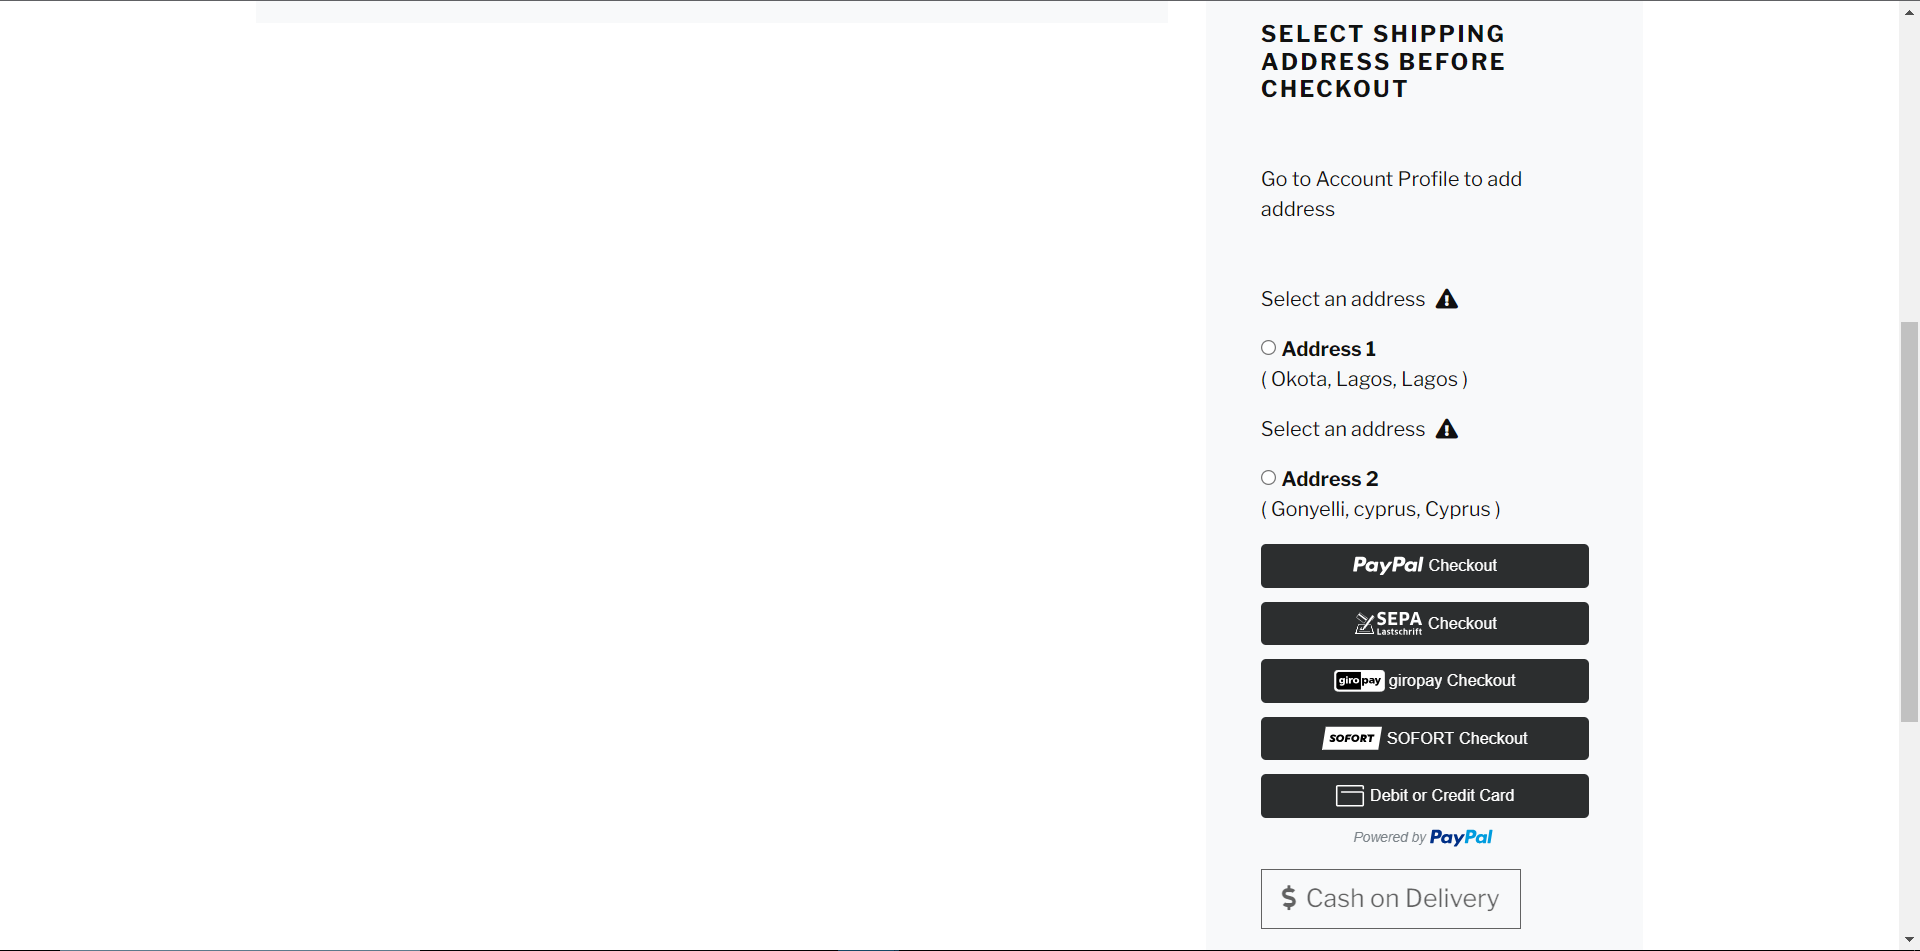 SELECT SHIPPING
ADDRESS BEFORE
CHECKOUT
Go to Account Profile to add
address
Select an address
Address 1
( Okota, Lagos, Lagos )
Select an address
Address 2
( Gonyelli, cyprus, Cyprus )
PayPal Checkout
SEPA Lastschrift Checkout
giropay giropay Checkout
SOFORT SOFORT Checkout
Debit or Credit Card
Powered by PayPal
$ Cash on Delivery